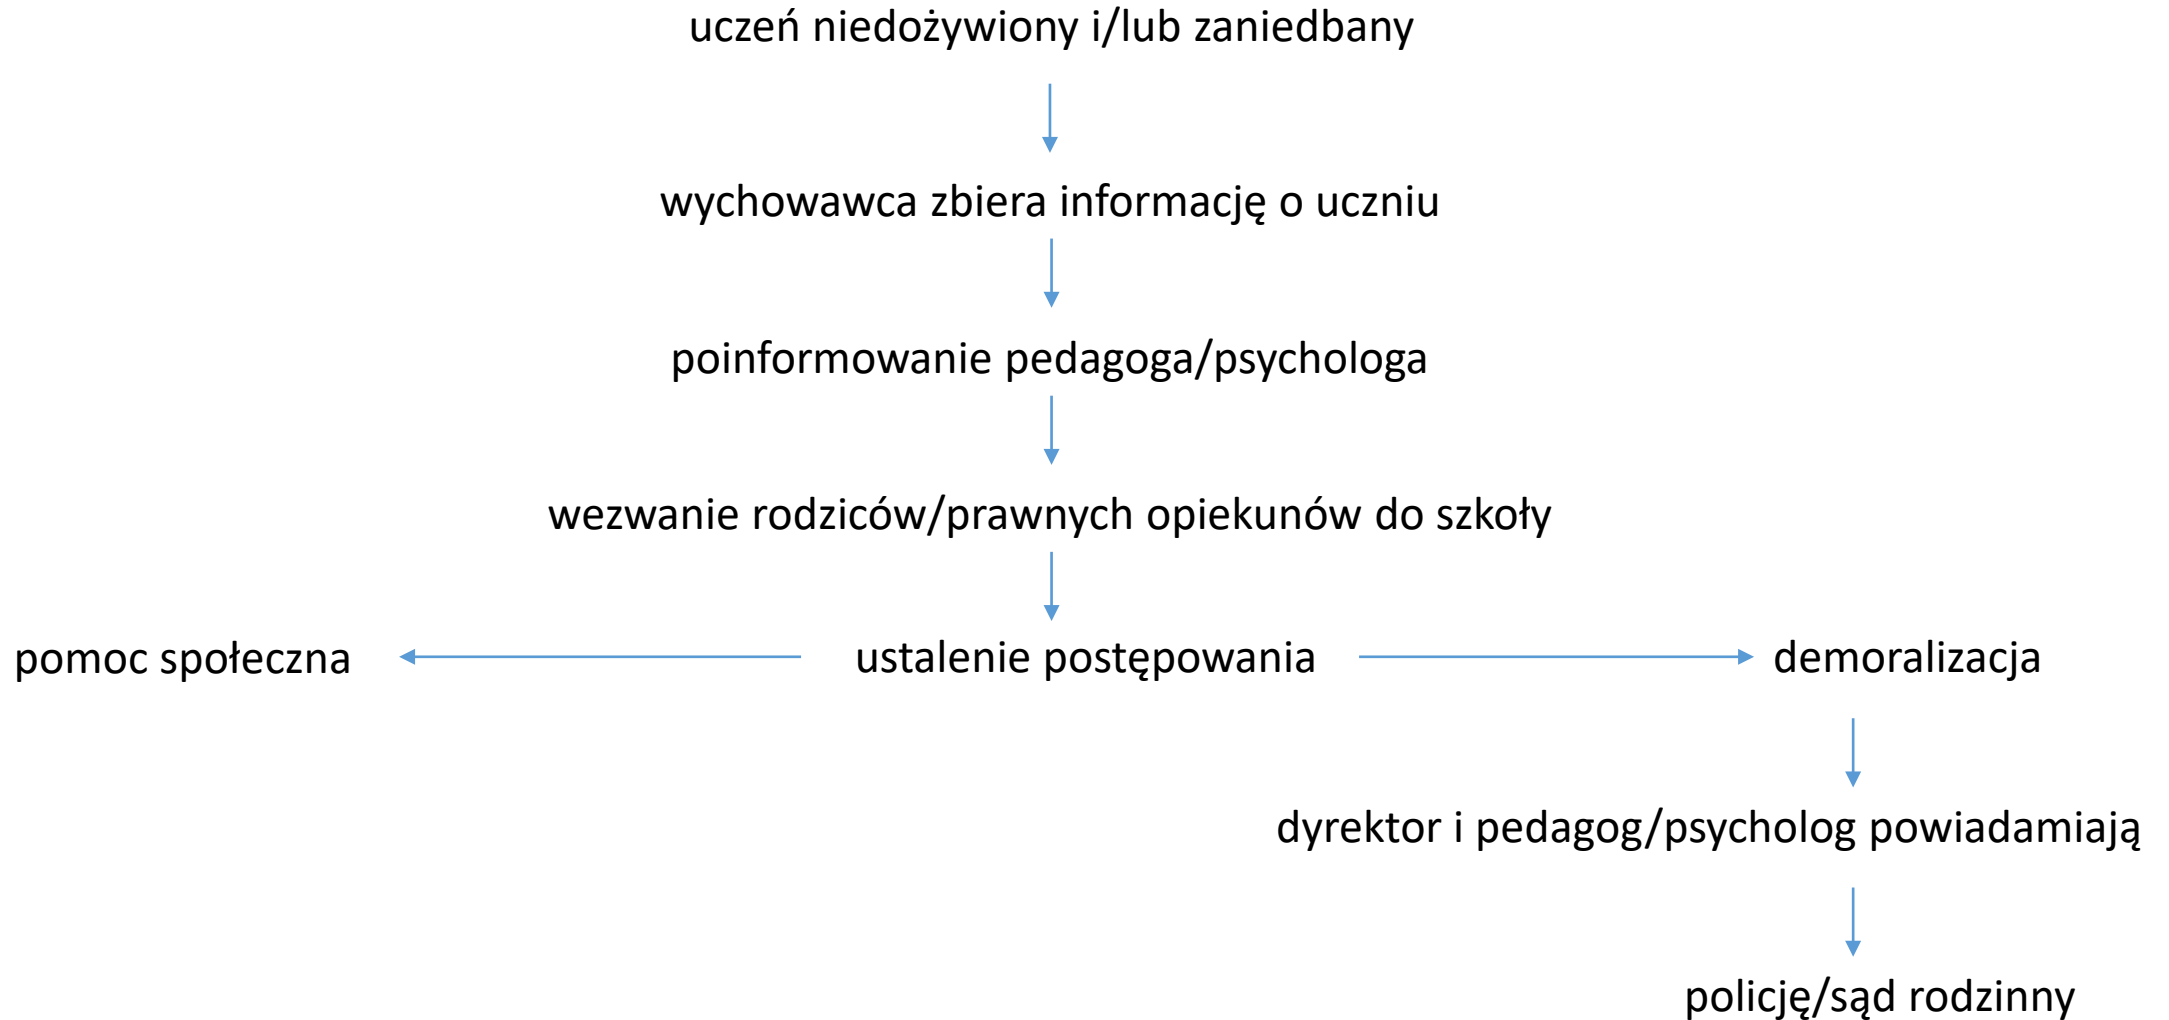 uczeń niedożywiony i/lub zaniedbany
wychowawca zbiera informację o uczniu
poinformowanie pedagoga/psychologa
wezwanie rodziców/prawnych opiekunów do szkoły
pomoc społeczna
ustalenie postępowania
demoralizacja
dyrektor i pedagog/psycholog powiadamiają
policję/sąd rodzinny